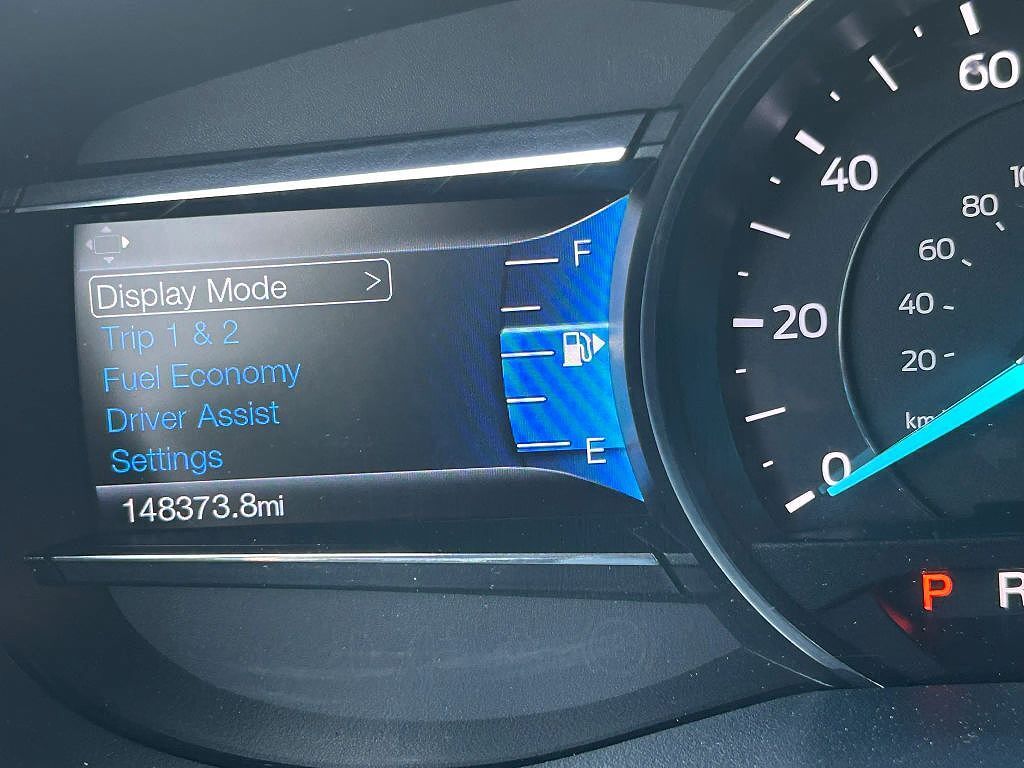 Display Mode >
Trip 1 & 2
Fuel Economy
Driver Assist
Settings
148373.8mi
F
E
0
20
40
60
20
40
60
80
P
R